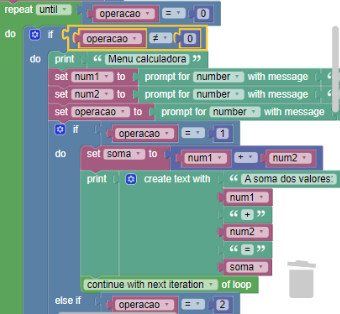 repeat until operacao = 0
do if operacao ≠ 0
do print “ Menu calculadora ”
set num1 to prompt for number with message “
set num2 to prompt for number with message “
set operacao to prompt for number with message
if operacao = 1
do set soma to num1 + num2
print create text with “ A soma dos valores:
num1
“ + ”
num2
“ = ”
soma
continue with next iteration of loop
else if operacao = 2